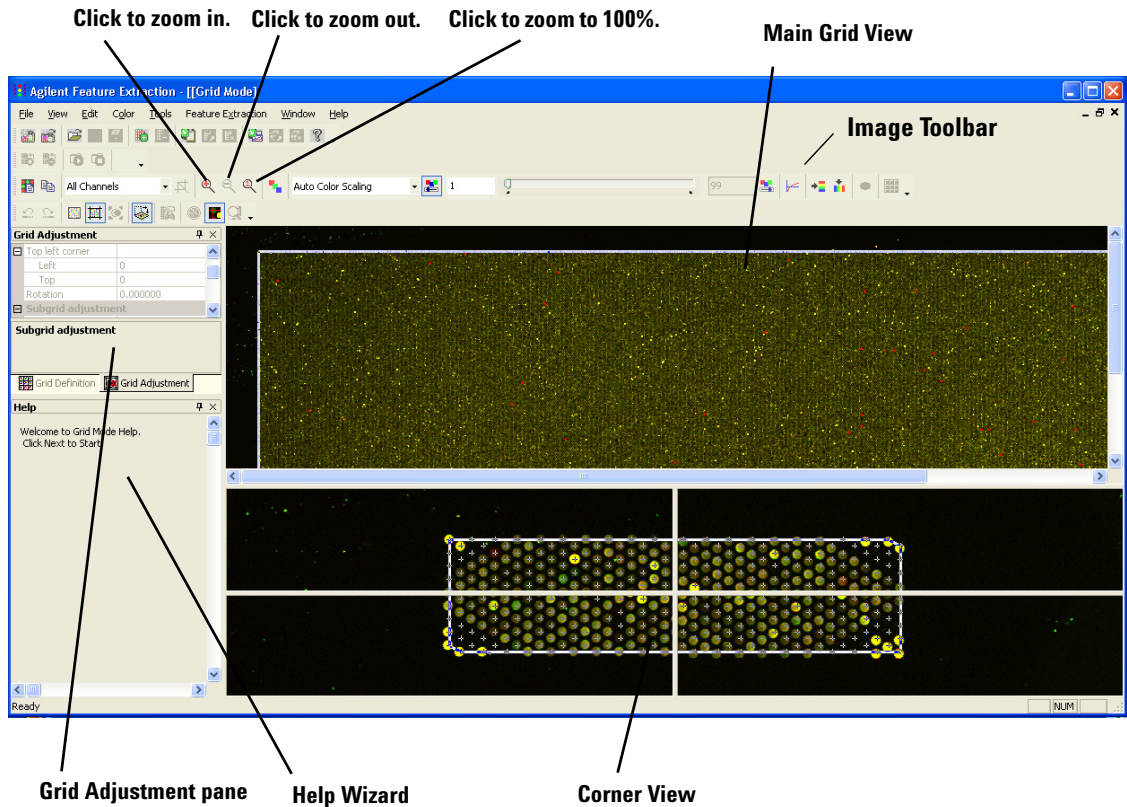 Click to zoom in. Click to zoom out. Click to zoom to 100%.
Main Grid View
Agilent Feature Extraction - [[Grid Mode]
File View Edit Color Tools Feature Extraction Window Help
Image Toolbar
All Channels Auto Color Scaling 1 99
Grid Adjustment
Top left corner
Left 0
Top 0
Rotation 0.000000
Subgrid adjustment
Subgrid adjustment
Grid Definition Grid Adjustment
Help
Welcome to Grid Mode Help.
Click Next to Start
Ready NUM
Grid Adjustment pane Help Wizard Corner View